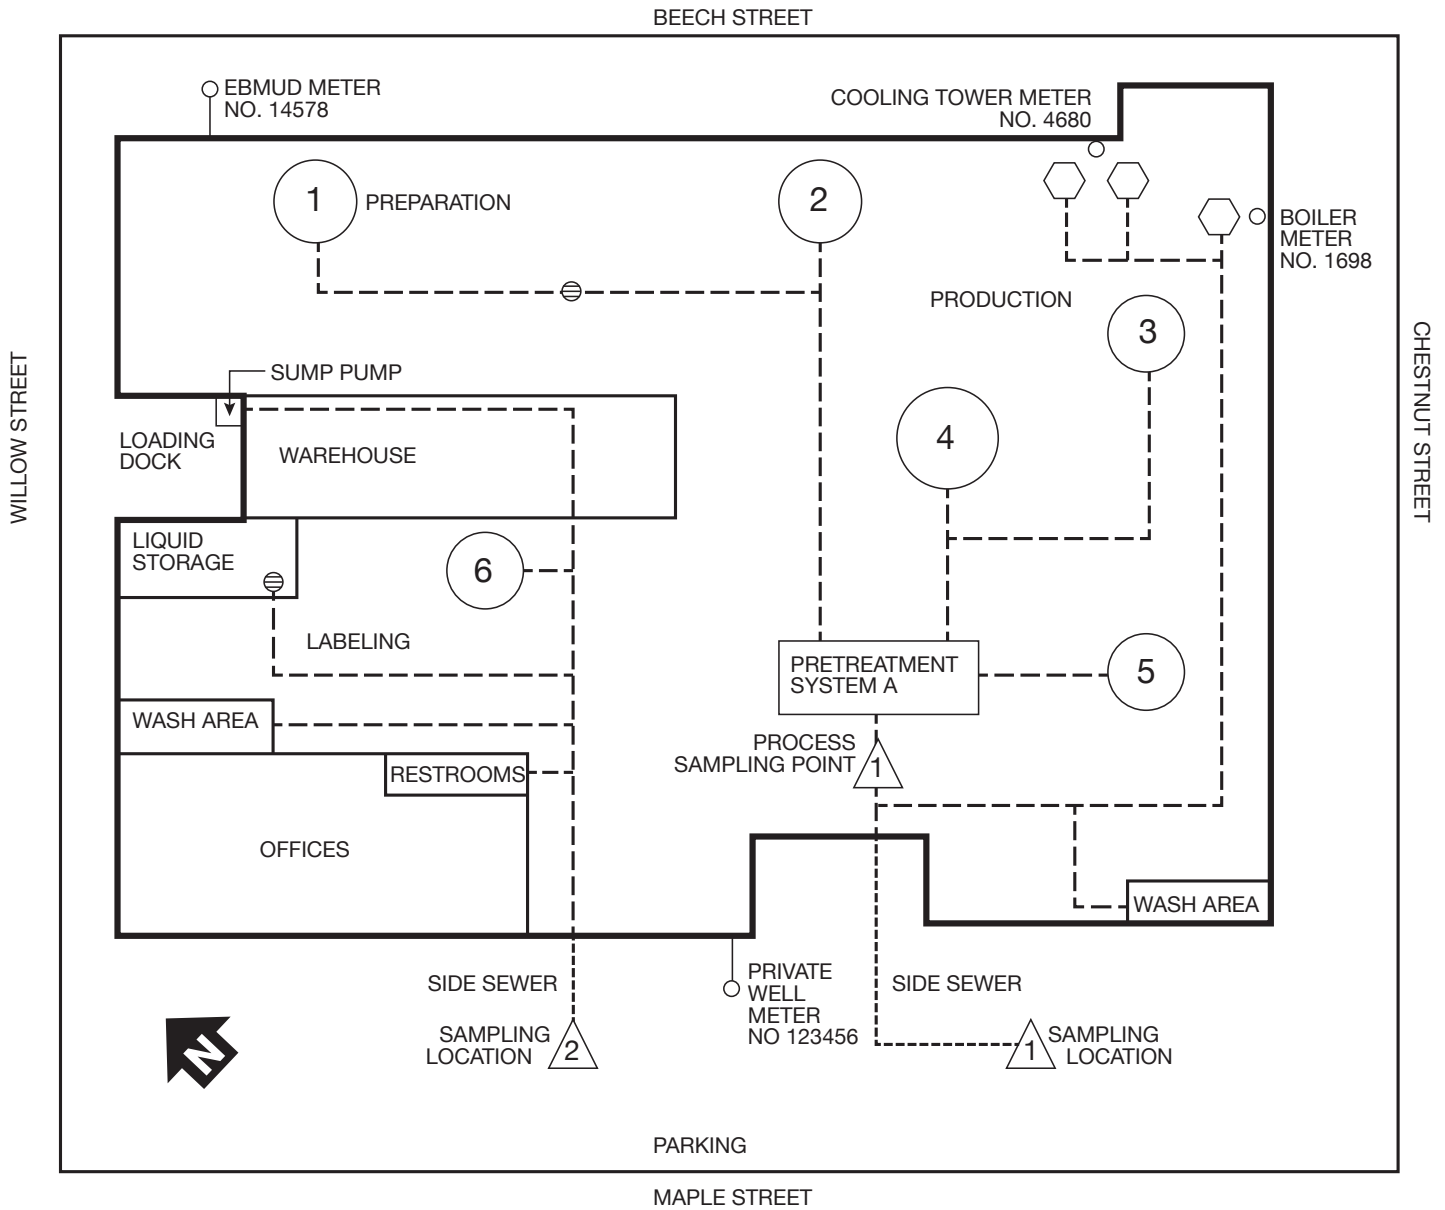 BEECH STREET
EBMUD METER
NO. 14578
COOLING TOWER METER
NO. 4680
1
PREPARATION
2
BOILER
METER
NO. 1698
PRODUCTION
3
WILLOW STREET
CHESTNUT STREET
SUMP PUMP
LOADING
DOCK
WAREHOUSE
4
LIQUID
STORAGE
6
LABELING
PRETREATMENT
SYSTEM A
5
WASH AREA
PROCESS
SAMPLING POINT
1
RESTROOMS
OFFICES
WASH AREA
SIDE SEWER
PRIVATE
WELL
METER
NO 123456
SIDE SEWER
N
SAMPLING
LOCATION
2
1
SAMPLING
LOCATION
PARKING
MAPLE STREET